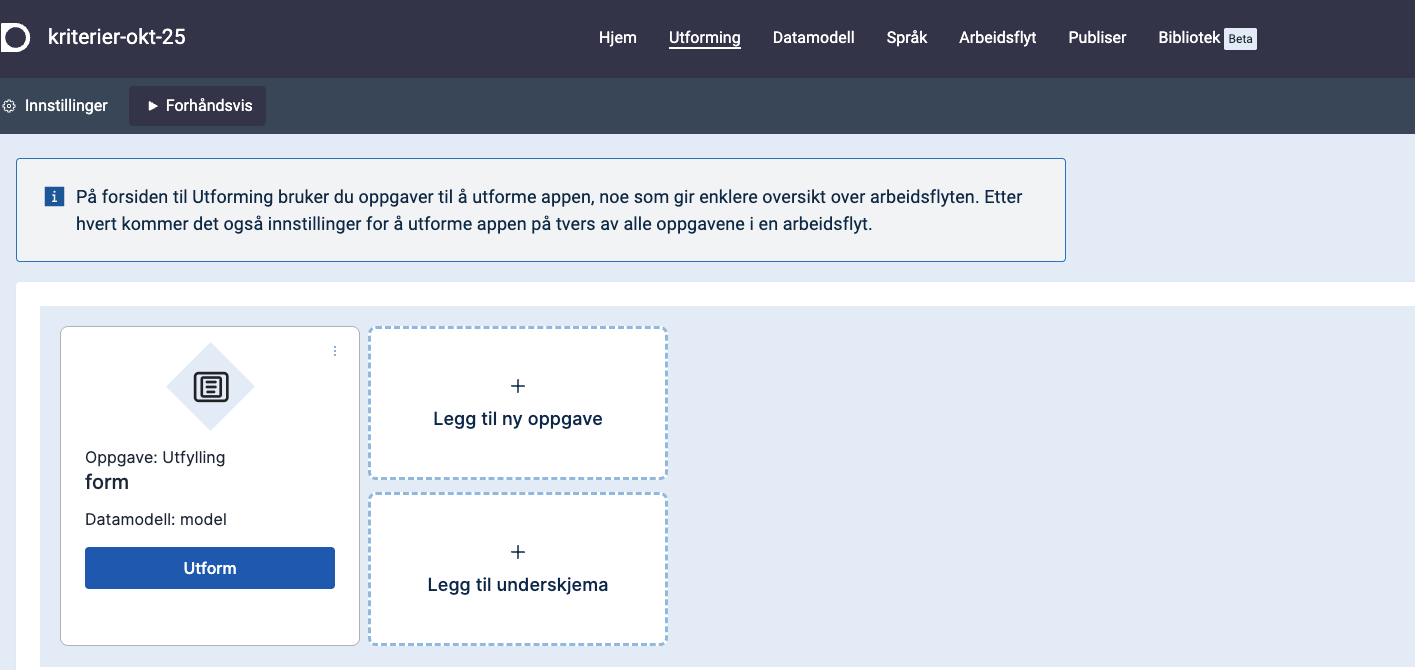 kriterier-okt-25
Hjem Utforming Datamodell Språk Arbeidsflyt Publiser Bibliotek Beta
Innstillinger Forhåndsvis
På forsiden til Utforming bruker du oppgaver til å utforme appen, noe som gir enklere oversikt over arbeidsflyten. Etter
hvert kommer det også innstillinger for å utforme appen på tvers av alle oppgavene i en arbeidsflyt.
Oppgave: Utfylling
form
Datamodell: model
Utform
Legg til ny oppgave
Legg til underskjema